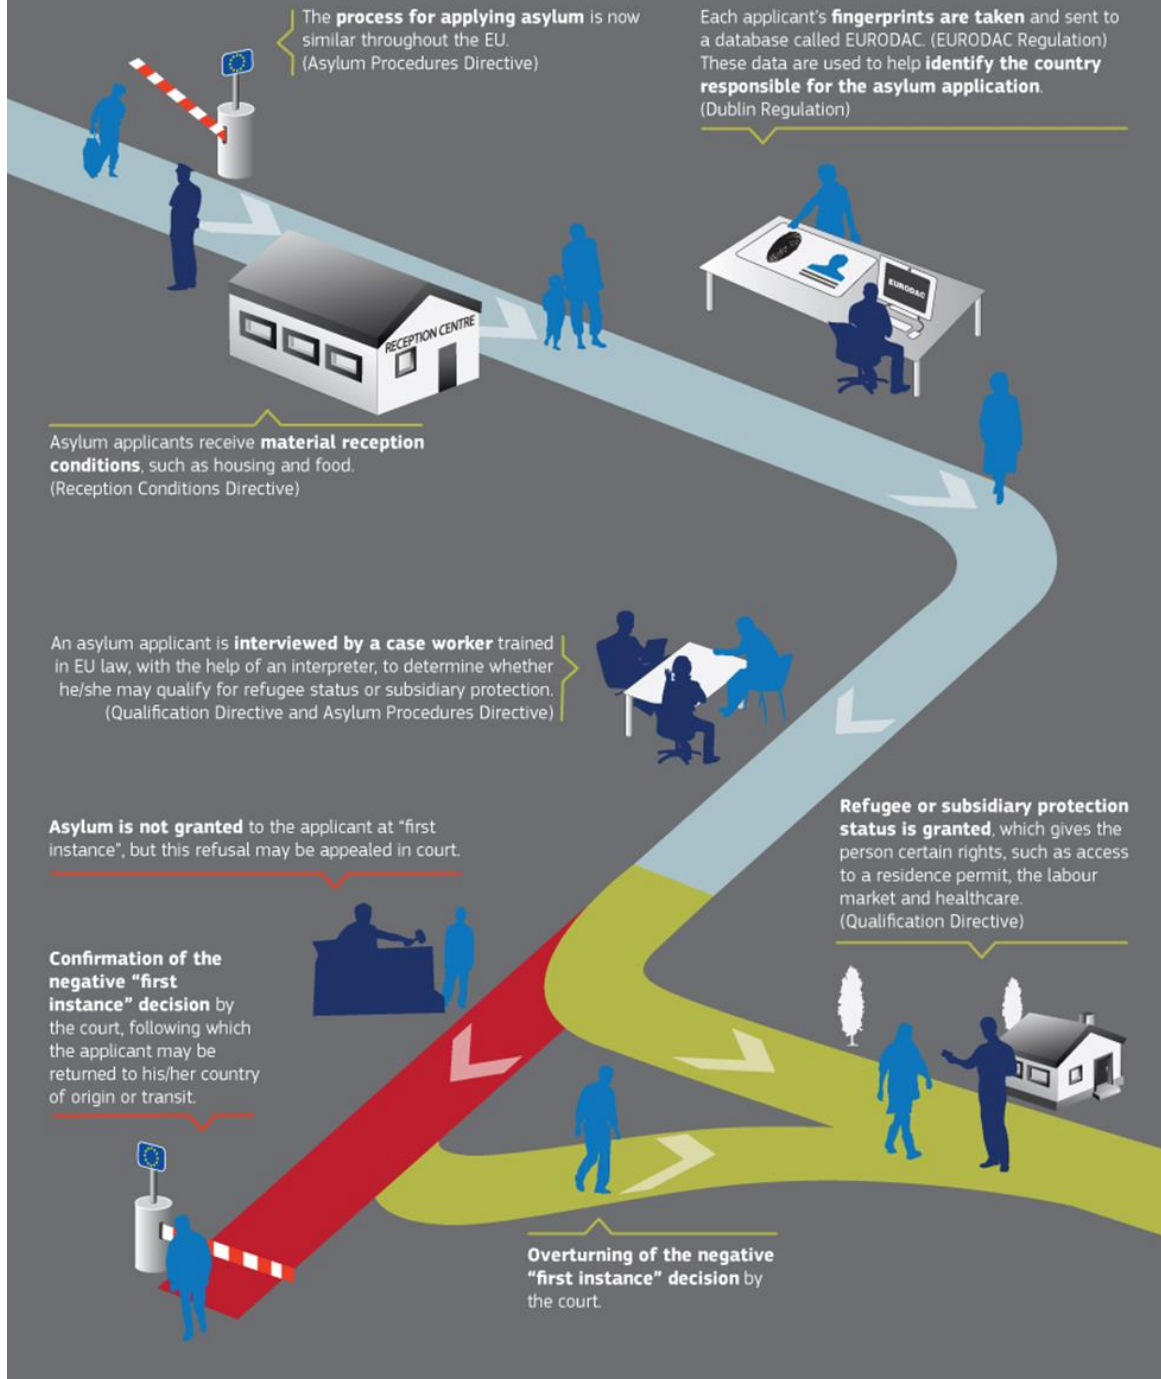 The process for applying asylum is now
similar throughout the EU.
(Asylum Procedures Directive)
Each applicant's fingerprints are taken and sent to
a database called EURODAC. (EURODAC Regulation)
These data are used to help identify the country
responsible for the asylum application.
(Dublin Regulation)
EURODAC
RECEPTION CENTRE
Asylum applicants receive material reception
conditions, such as housing and food.
(Reception Conditions Directive)
An asylum applicant is interviewed by a case worker trained
in EU law, with the help of an interpreter, to determine whether
he/she may qualify for refugee status or subsidiary protection.
(Qualification Directive and Asylum Procedures Directive)
Asylum is not granted to the applicant at "first
instance", but this refusal may be appealed in court.
Refugee or subsidiary protection
status is granted, which gives the
person certain rights, such as access
to a residence permit, the labour
market and healthcare.
(Qualification Directive)
Confirmation of the
negative "first
instance" decision by
the court, following which
the applicant may be
returned to his/her country
of origin or transit.
Overturning of the negative
"first instance" decision by
the court.